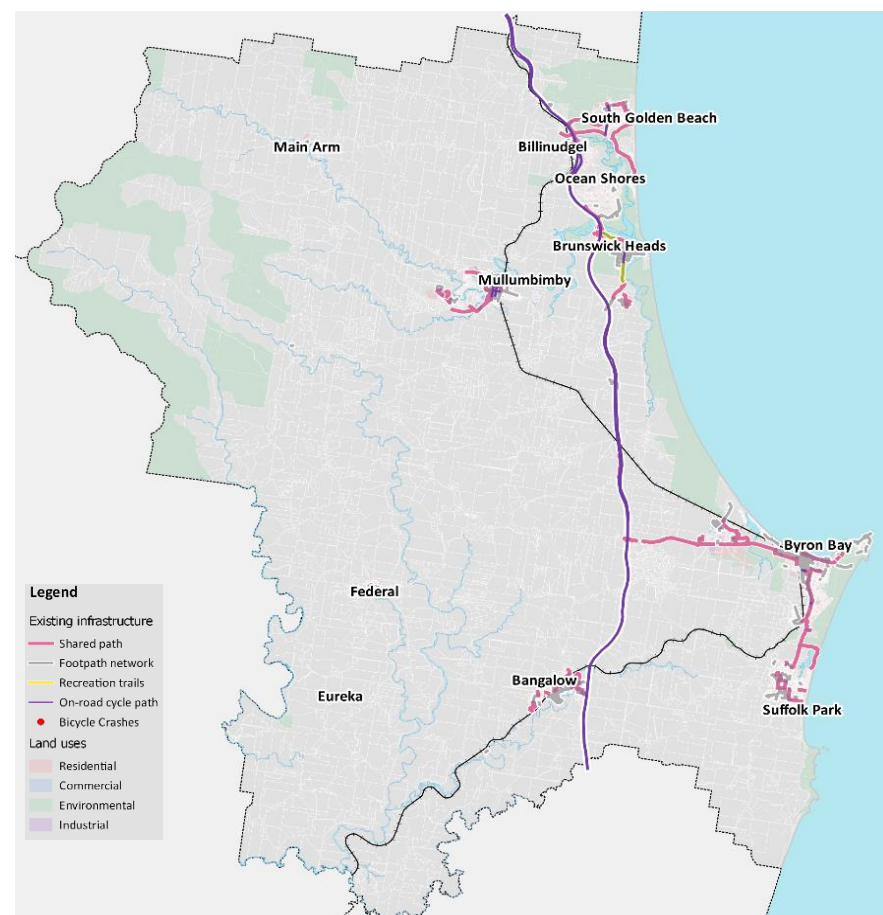 South Golden Beach
Main Arm
Billinudgel
Ocean Shores
Brunswick Heads
Mullumbimby
Byron Bay
Federal
Bangalow
Eureka
Suffolk Park
Legend
Existing infrastructure
Shared path
Footpath network
Recreation trails
On-road cycle path
Bicycle Crashes
Land uses
Residential
Commercial
Environmental
Industrial